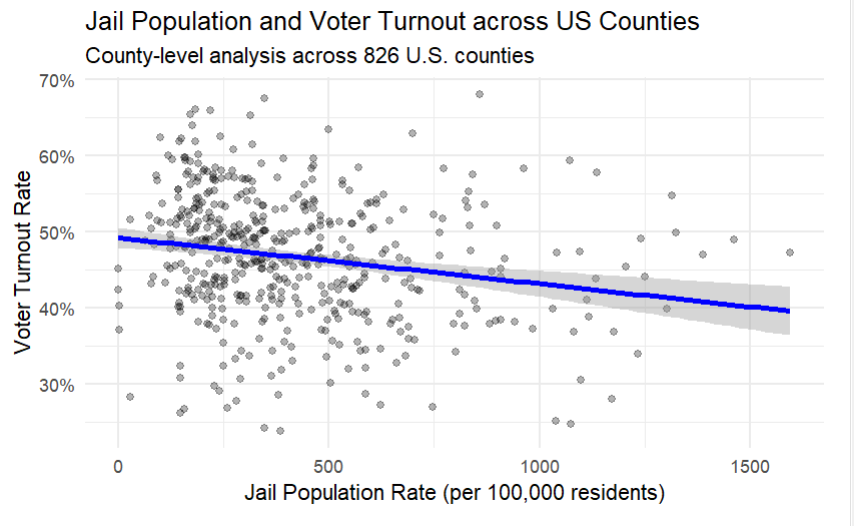 Jail Population and Voter Turnout across US Counties
County-level analysis across 826 U.S. counties
70%
60%
50%
40%
30%
Voter Turnout Rate
0 500 1000 1500
Jail Population Rate (per 100,000 residents)